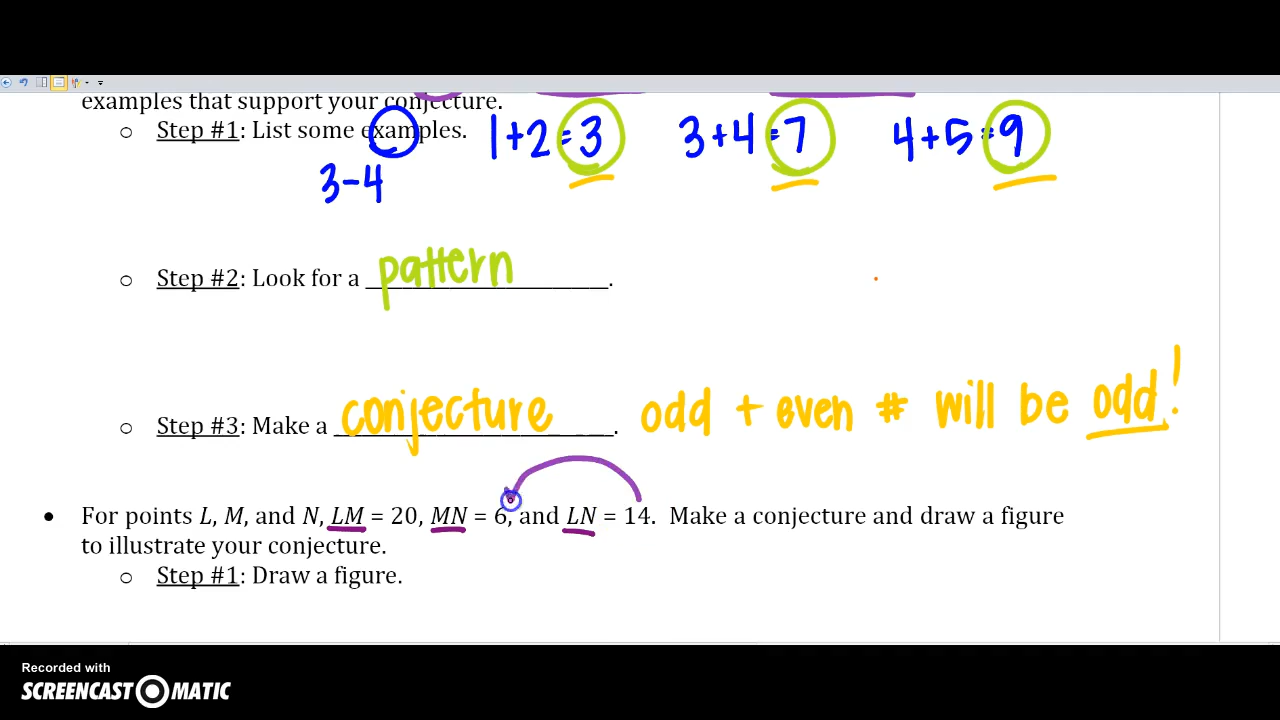 examples that support your conjecture.
o Step #1: List some examples. 1+2=3 3+4=7 4+5=9
3-4
o Step #2: Look for a pattern.
o Step #3: Make a conjecture. odd + even # will be odd!
• For points L, M, and N, LM = 20, MN = 6, and LN = 14. Make a conjecture and draw a figure
to illustrate your conjecture.
o Step #1: Draw a figure.
Recorded with
SCREENCAST O MATIC